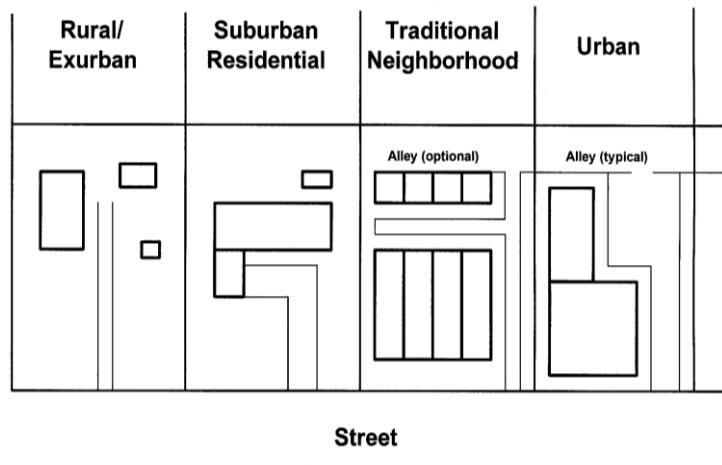 Rural/
Exurban
Suburban
Residential
Traditional
Neighborhood
Urban
Alley (optional)
Alley (typical)
Street